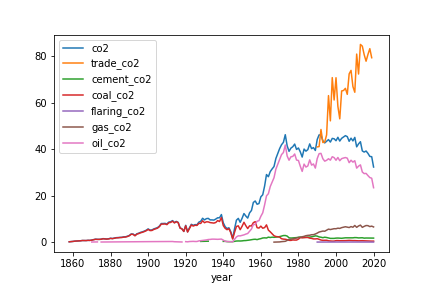 co2
trade_co2
cement_co2
coal_co2
flaring_co2
gas_co2
oil_co2
80
60
40
20
0
1860 1880 1900 1920 1940 1960 1980 2000 2020
year